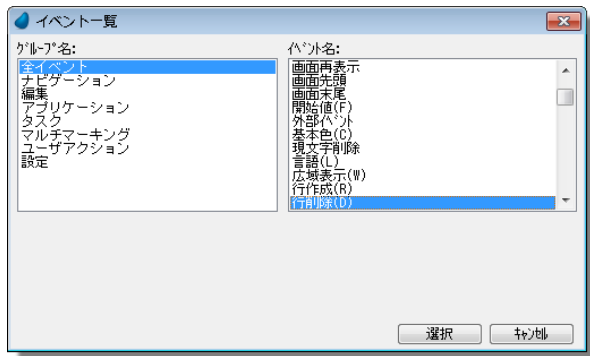 イベント一覧
ｸﾞﾙｰﾌﾟ名:
全イベント
ナビゲーション
編集
アプリケーション
タスク
マルチマーキング
ユーザアクション
設定
ｲﾍﾞﾝﾄ名:
画面再表示
画面先頭
画面末尾
開始値(F)
外部ｲﾍﾞﾝﾄ
基本色(C)
現文字削除
言語(L)
広域表示(W)
行作成(R)
行削除(D)
選択
ｷｬﾝｾﾙ